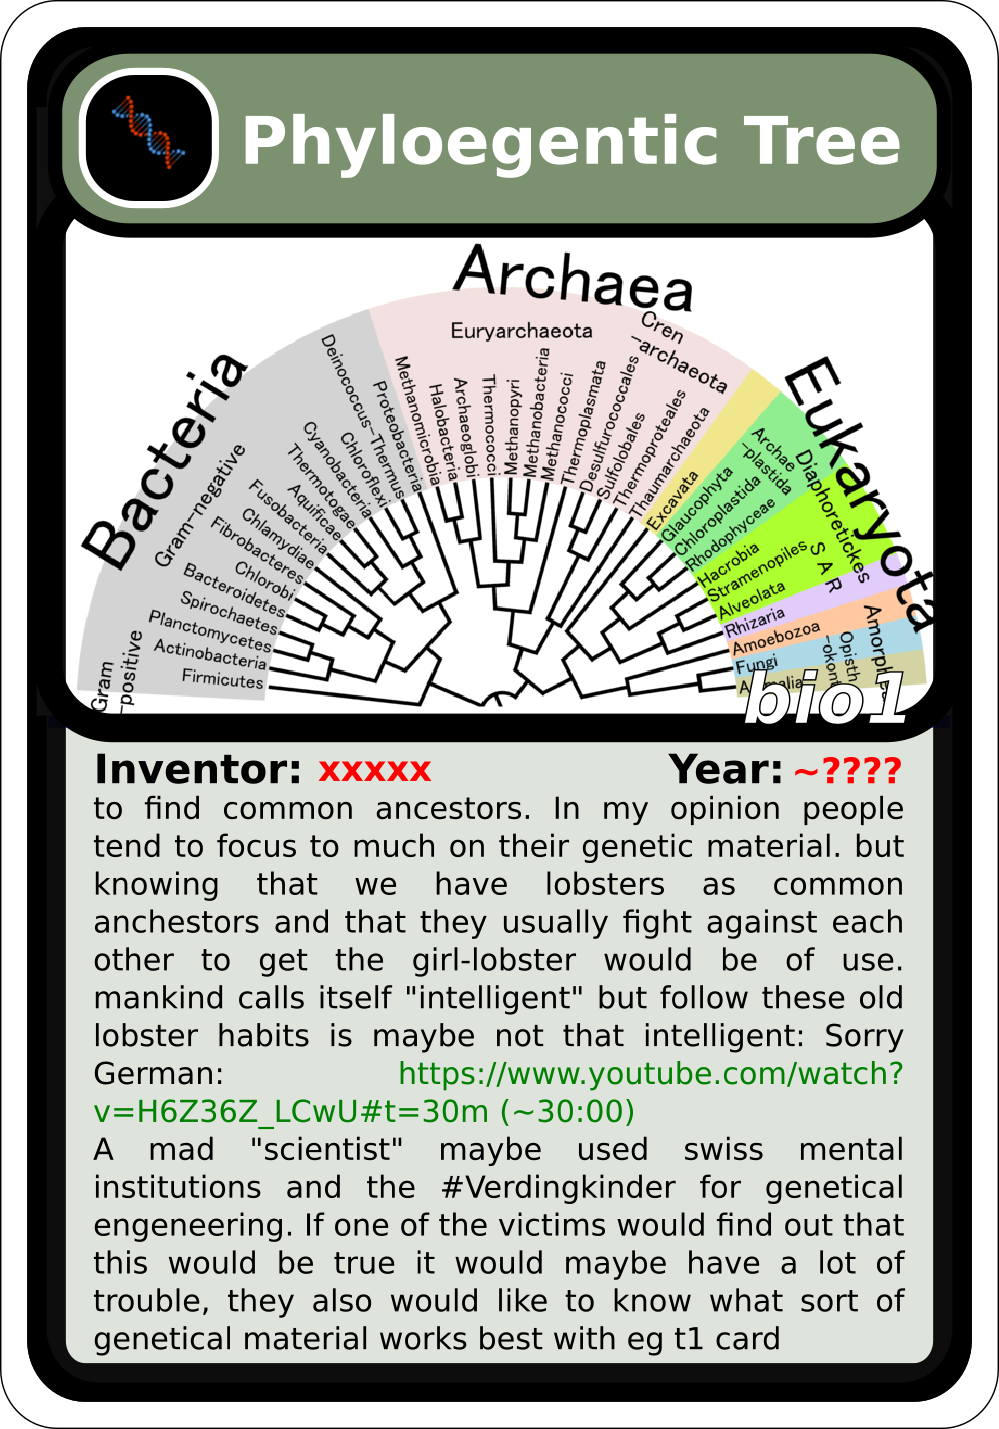 Phyloegentic Tree
Archaea
Bacteria
Eukaryota
Euryarchaeota
Cren
-archaeota
Gram-negative
Gram
-positive
Firmicutes
Actinobacteria
Planctomycetes
Spirochaetes
Bacteroidetes
Chlorobi
Fibrobacteres
Chlamydiae
Fusobacteria
Aquificae
Thermotogae
Cyanobacteria
Chloroflexi
Deinococcus-Thermus
Proteobacteria
Methanomicrobia
Halobacteria
Archaeoglobi
Thermococci
Methanopyri
Methanobacteria
Methanococci
Thermoplasmata
Desulfurococcales
Sulfolobales
Thermoproteales
Thaumarchaeota
Excavata
Glaucophyta
Chloroplastida
Rhodophyceae
Archae
-plastida
Diaphoretickes
Hacrobia
Stramenopiles
Alveolata
S A R
Rhizaria
Amoebozoa
Fungi
Opisth
-okont
bio1
Inventor: xxxxx Year: ~????
to find common ancestors. In my opinion people
tend to focus to much on their genetic material. but
knowing that we have lobsters as common
anchestors and that they usually fight against each
other to get the girl-lobster would be of use.
mankind calls itself "intelligent" but follow these old
lobster habits is maybe not that intelligent: Sorry
German: https://www.youtube.com/watch?
v=H6Z36Z_LCwU#t=30m (~30:00)
A mad "scientist" maybe used swiss mental
institutions and the #Verdingkinder for genetical
engeneering. If one of the victims would find out that
this would be true it would maybe have a lot of
trouble, they also would like to know what sort of
genetical material works best with eg t1 card